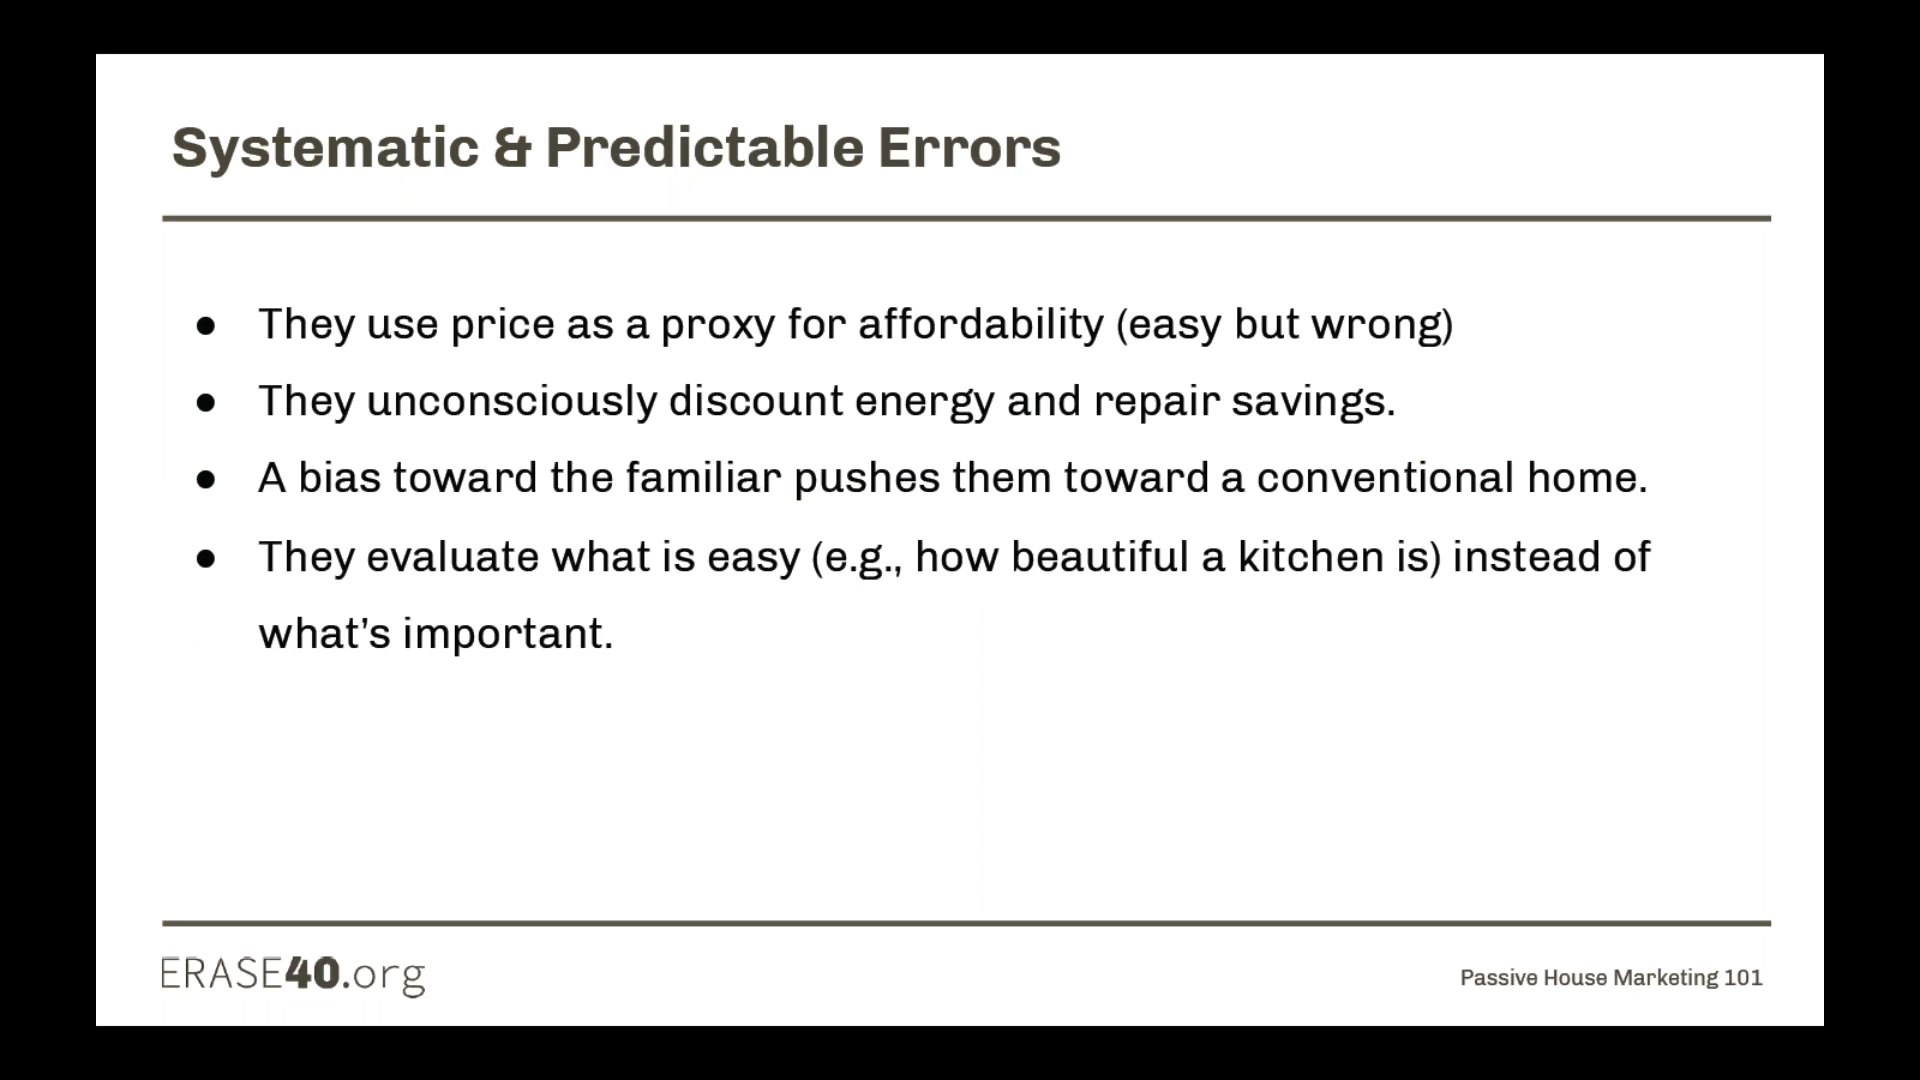 Systematic & Predictable Errors
● They use price as a proxy for affordability (easy but wrong)
● They unconsciously discount energy and repair savings.
● A bias toward the familiar pushes them toward a conventional home.
● They evaluate what is easy (e.g., how beautiful a kitchen is) instead of
what’s important.
ERASE40.org
Passive House Marketing 101